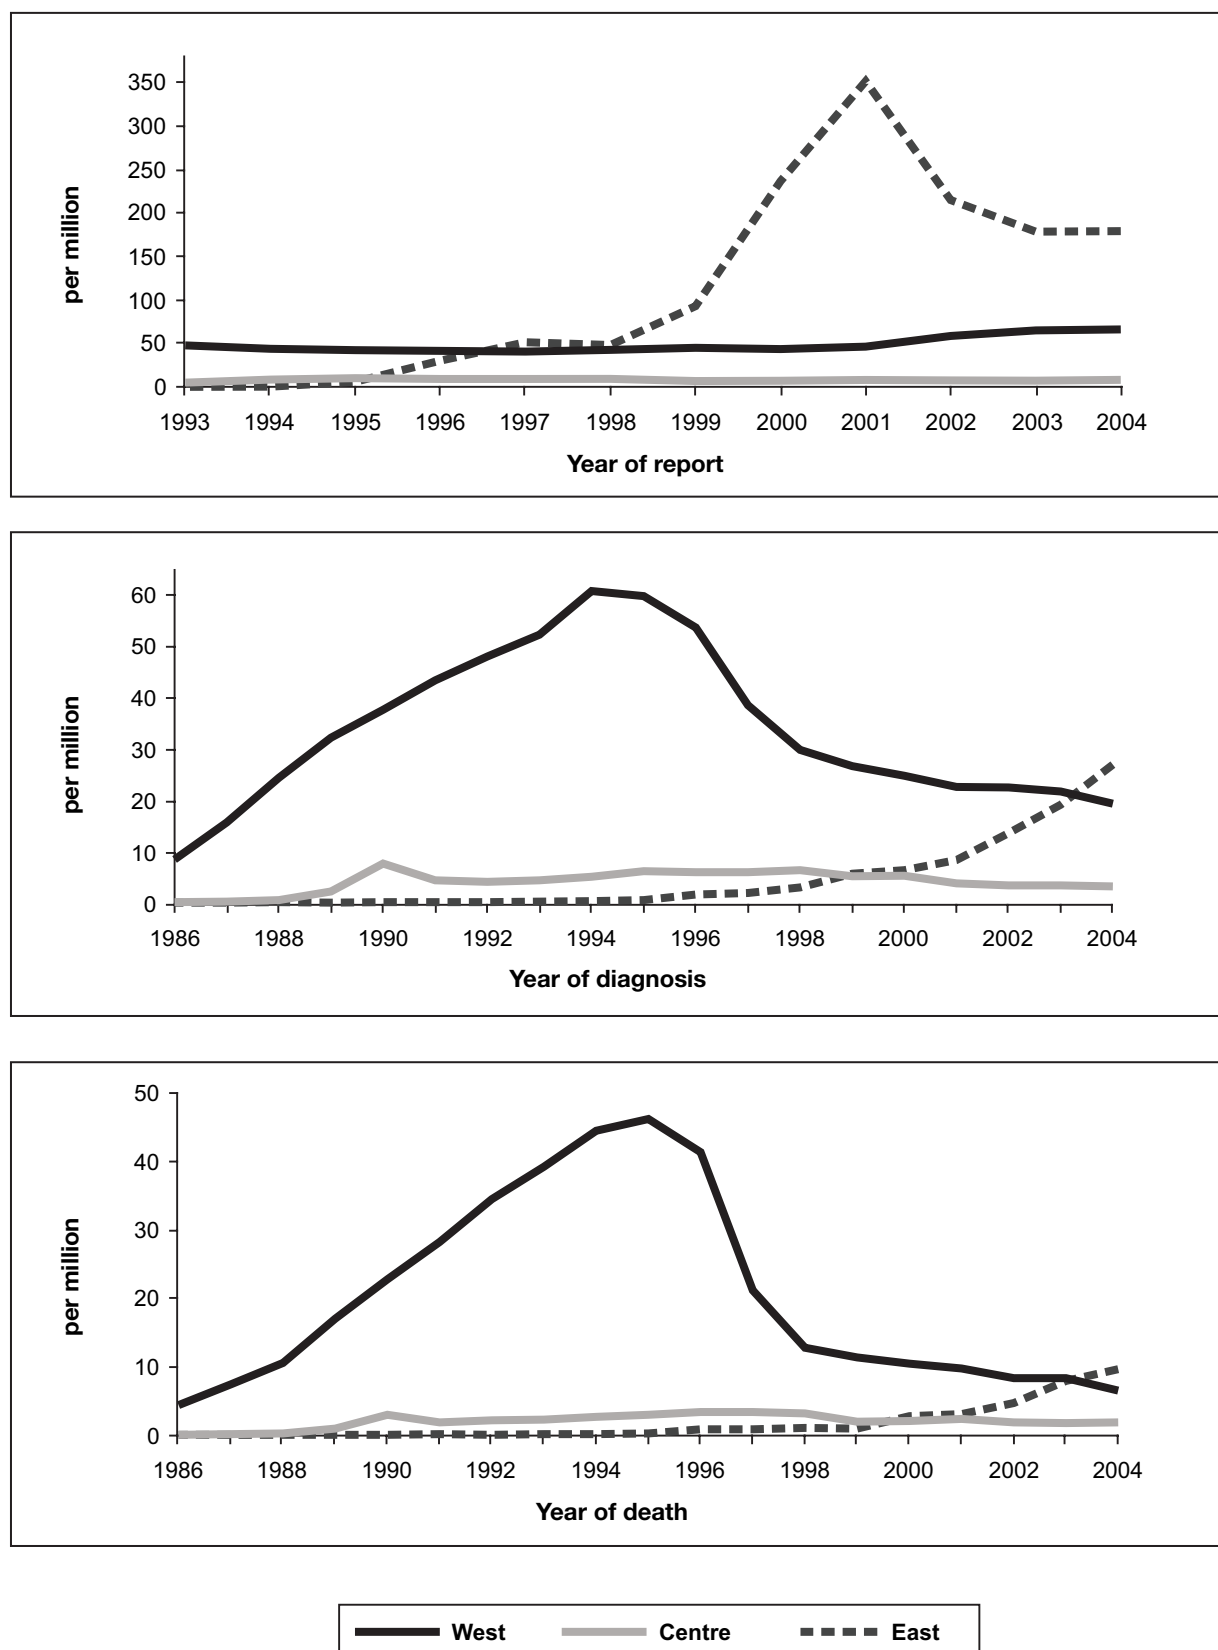 350
300
250
200
150
100
50
0
per million
1993 1994 1995 1996 1997 1998 1999 2000 2001 2002 2003 2004
Year of report
60
50
40
30
20
10
0
per million
1986 1988 1990 1992 1994 1996 1998 2000 2002 2004
Year of diagnosis
50
40
30
20
10
0
per million
1986 1988 1990 1992 1994 1996 1998 2000 2002 2004
Year of death
West Centre East